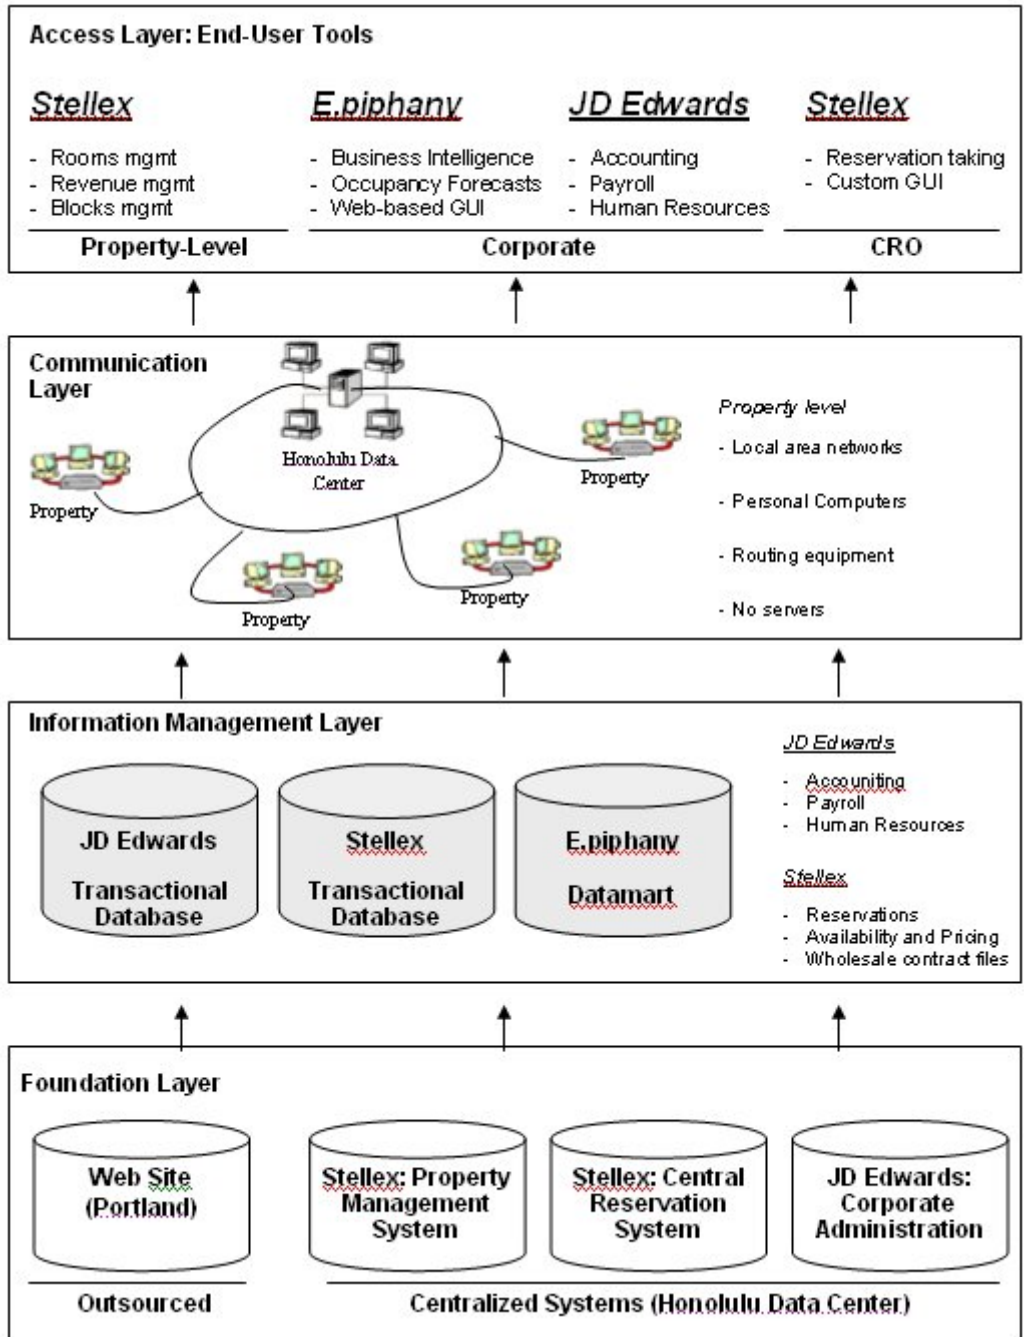 Access Layer: End-User Tools
Stellex
- Rooms mgmt
- Revenue mgmt
- Blocks mgmt
Property-Level
E.piphany
- Business Intelligence
- Occupancy Forecasts
- Web-based GUI
JD Edwards
- Accounting
- Payroll
- Human Resources
Corporate
Stellex
- Reservation taking
- Custom GUI
CRO
Communication
Layer
Honolulu Data
Center
Property
Property
Property
Property
Property level
- Local area networks
- Personal Computers
- Routing equipment
- No servers
Information Management Layer
JD Edwards
Transactional
Database
Stellex
Transactional
Database
E.piphany
Datamart
JD Edwards
- Accouniting
- Payroll
- Human Resources
Stellex
- Reservations
- Availability and Pricing
- Wholesale contract files
Foundation Layer
Web Site
(Portland)
Outsourced
Stellex: Property
Management
System
Stellex: Central
Reservation
System
JD Edwards:
Corporate
Administration
Centralized Systems (Honolulu Data Center)